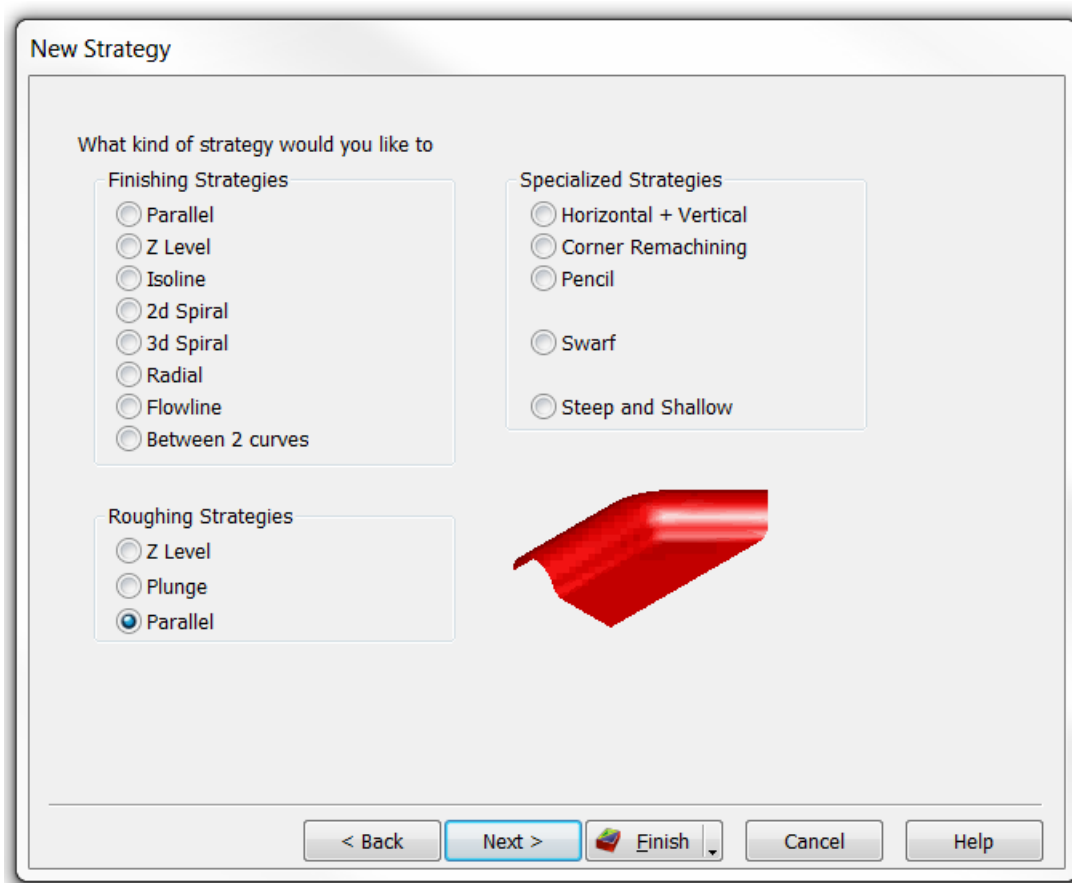 New Strategy
What kind of strategy would you like to
Finishing Strategies
Parallel
Z Level
Isoline
2d Spiral
3d Spiral
Radial
Flowline
Between 2 curves
Specialized Strategies
Horizontal + Vertical
Corner Remachining
Pencil
Swarf
Steep and Shallow
Roughing Strategies
Z Level
Plunge
Parallel
< Back
Next >
Finish
Cancel
Help